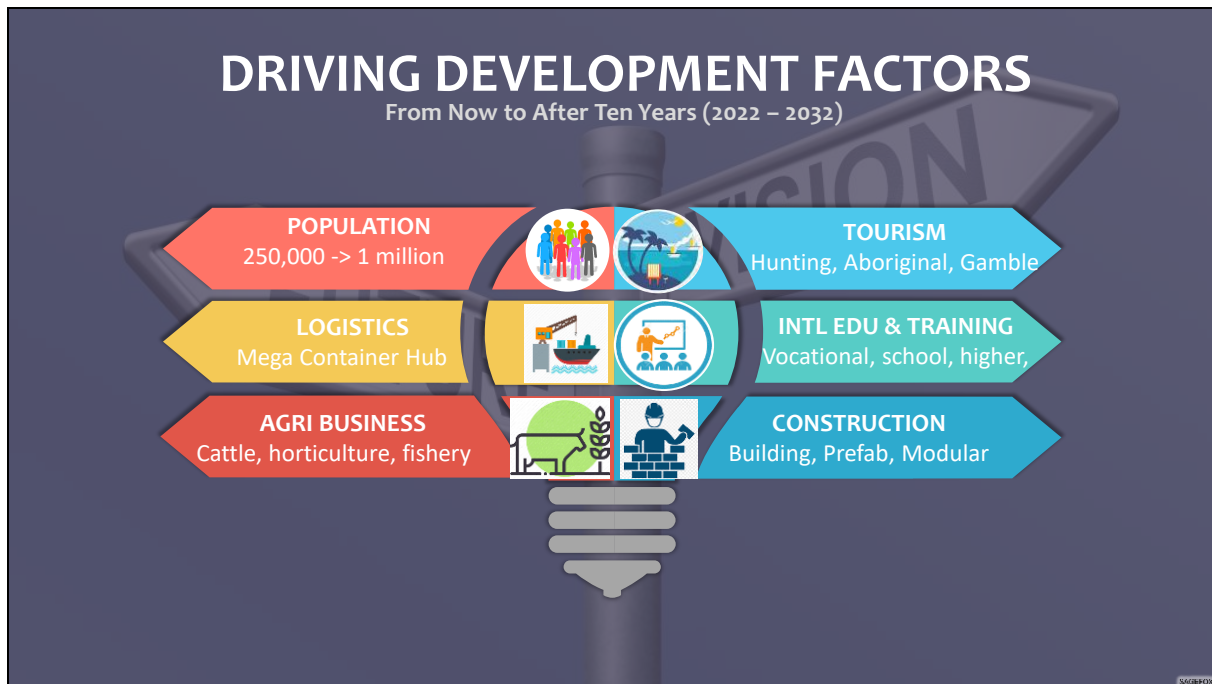 DRIVING DEVELOPMENT FACTORS
From Now to After Ten Years (2022 – 2032)
VISION
POPULATION
250,000 -> 1 million
TOURISM
Hunting, Aboriginal, Gamble
LOGISTICS
Mega Container Hub
INTL EDU & TRAINING
Vocational, school, higher,
AGRI BUSINESS
Cattle, horticulture, fishery
CONSTRUCTION
Building, Prefab, Modular
SAGEFOX